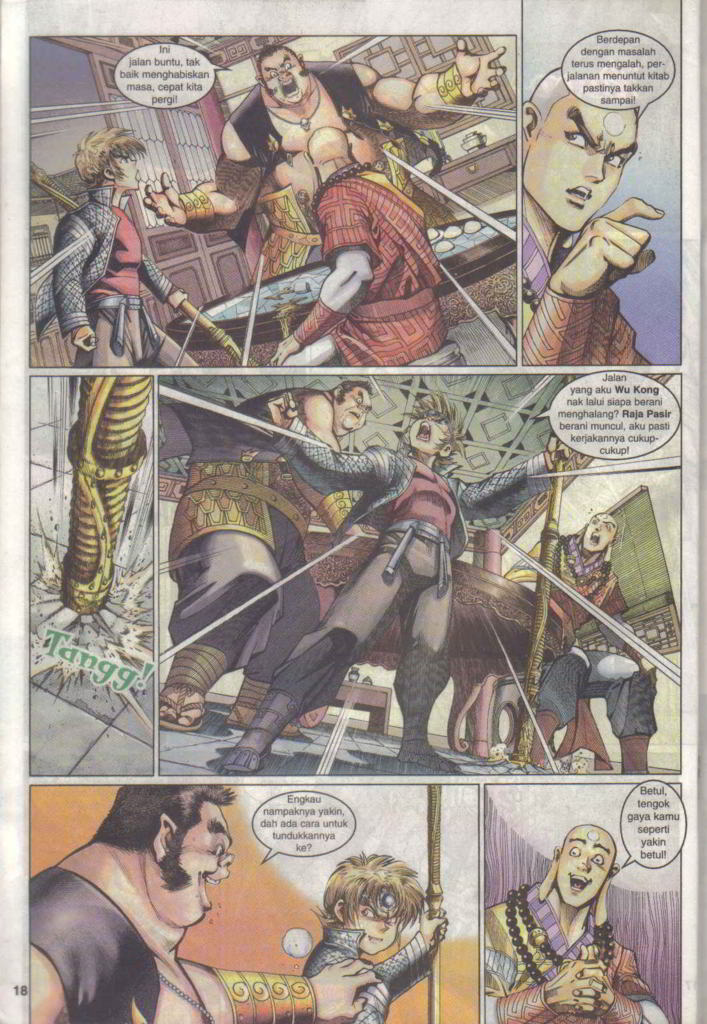 Ini
jalan buntu, tak
baik menghabiskan
masa, cepat kita
pergi!
Berdepan
dengan masalah
terus mengalah, per-
jalanan menuntut kitab
pastinya takkan
sampai!
Jalan
yang aku Wu Kong
nak lalui siapa berani
menghalang? Raja Pasir
berani muncul, aku pasti
kerjakannya cukup-
cukup!
Tangg!
Engkau
nampaknya yakin,
dah ada cara untuk
tundukkannya
ke?
Betul,
tengok
gaya kamu
seperti
yakin
betul!
18